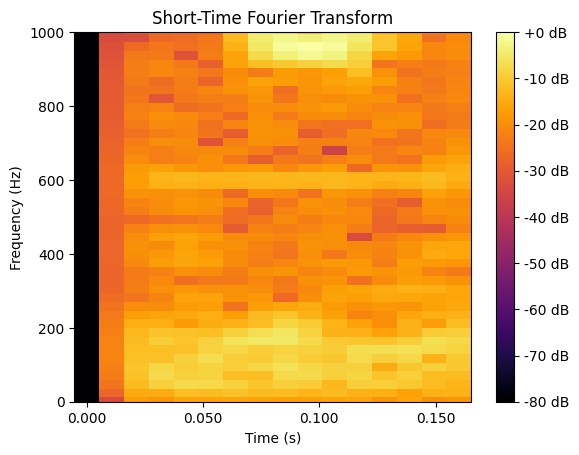 Short-Time Fourier Transform
1000
800
600
400
200
0
Frequency (Hz)
0.000
0.050
0.100
0.150
Time (s)
+0 dB
-10 dB
-20 dB
-30 dB
-40 dB
-50 dB
-60 dB
-70 dB
-80 dB